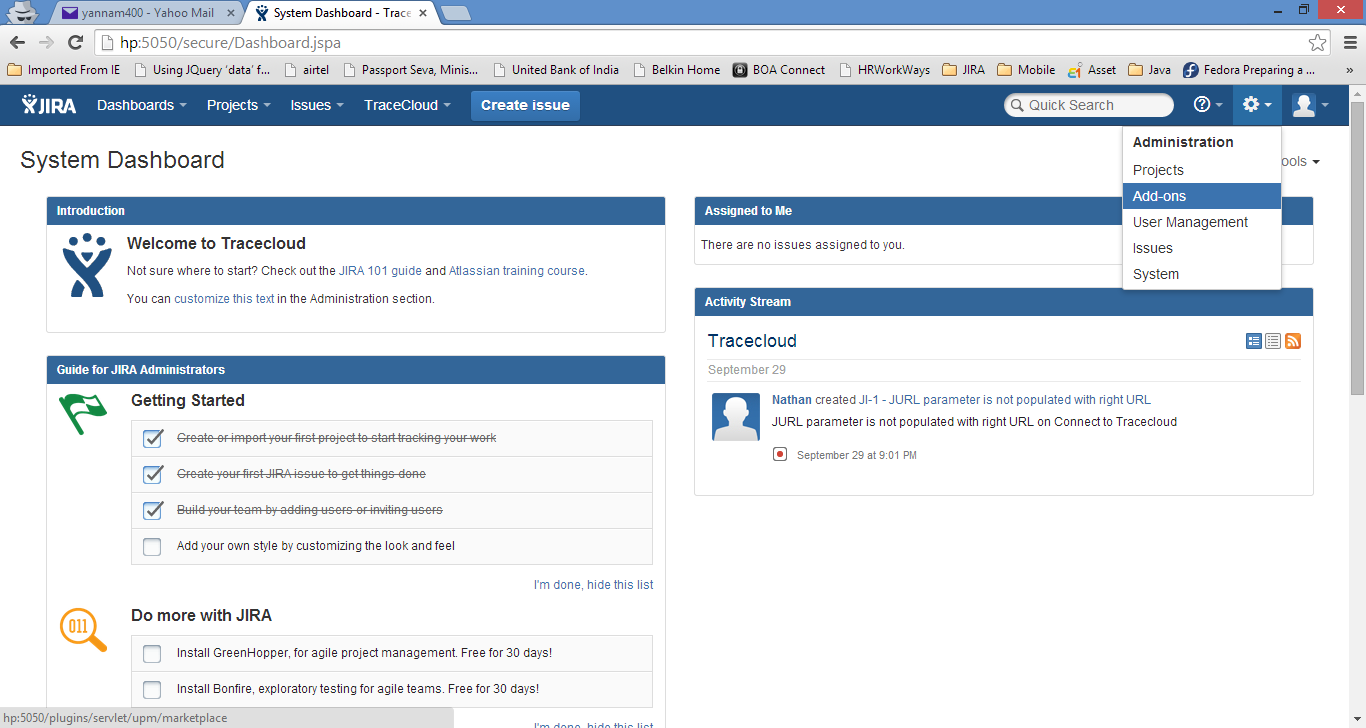 yannam400 - Yahoo Mail
System Dashboard - Trace
hp:5050/secure/Dashboard.jspa
Imported From IE
Using JQuery 'data' f...
airtel
Passport Seva, Minis...
United Bank of India
Belkin Home
BOA Connect
HRWorkWays
JIRA
Mobile
Asset
Java
Fedora Preparing a ...
»
JIRA Dashboards Projects Issues TraceCloud Create issue Quick Search
System Dashboard
ools
Administration
Projects
Add-ons
User Management
Issues
System
Introduction
Welcome to Tracecloud
Not sure where to start? Check out the JIRA 101 guide and Atlassian training course.
You can customize this text in the Administration section.
Guide for JIRA Administrators
Getting Started
Create or import your first project to start tracking your work
Create your first JIRA issue to get things done
Build your team by adding users or inviting users
Add your own style by customizing the look and feel
I'm done, hide this list
011
Do more with JIRA
Install GreenHopper, for agile project management. Free for 30 days!
Install Bonfire, exploratory testing for agile teams. Free for 30 days!
I'm done, hide this list
Assigned to Me
There are no issues assigned to you.
Activity Stream
Tracecloud
September 29
Nathan created JI-1 - JURL parameter is not populated with right URL
JURL parameter is not populated with right URL on Connect to Tracecloud
September 29 at 9:01 PM
hp:5050/plugins/servlet/upm/marketplace